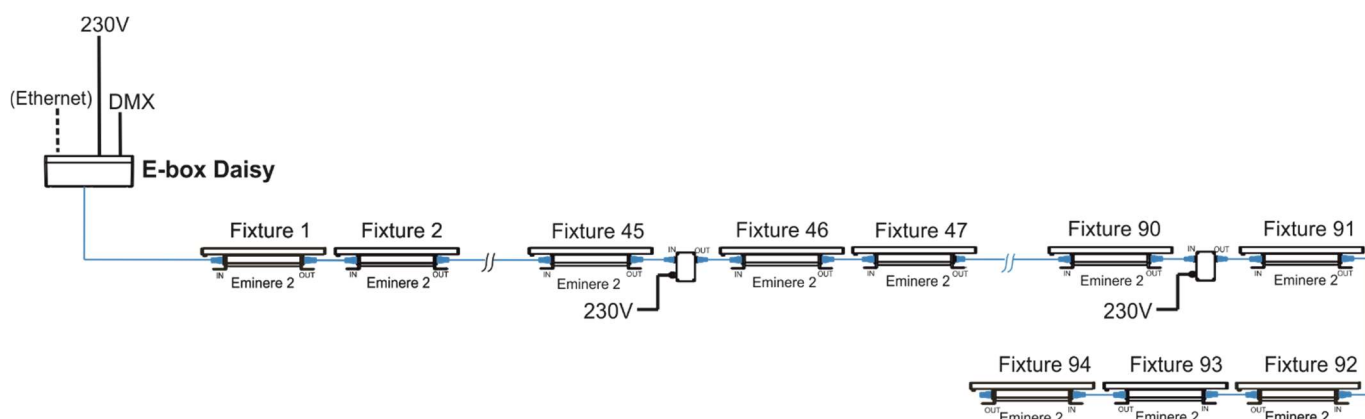 230V
(Ethernet)
DMX
E-box Daisy
Fixture 1
Fixture 2
Fixture 45
Fixture 46
Fixture 47
Fixture 90
Fixture 91
IN
OUT
IN
OUT
IN OUT
IN OUT
IN OUT
IN OUT
IN OUT
IN OUT
IN OUT
IN OUT
Eminere 2
Eminere 2
Eminere 2
Eminere 2
Eminere 2
Eminere 2
Eminere 2
230V
230V
Fixture 94
Fixture 93
Fixture 92
OUT IN
OUT IN
OUT IN
Eminere 2
Eminere 2
Eminere 2